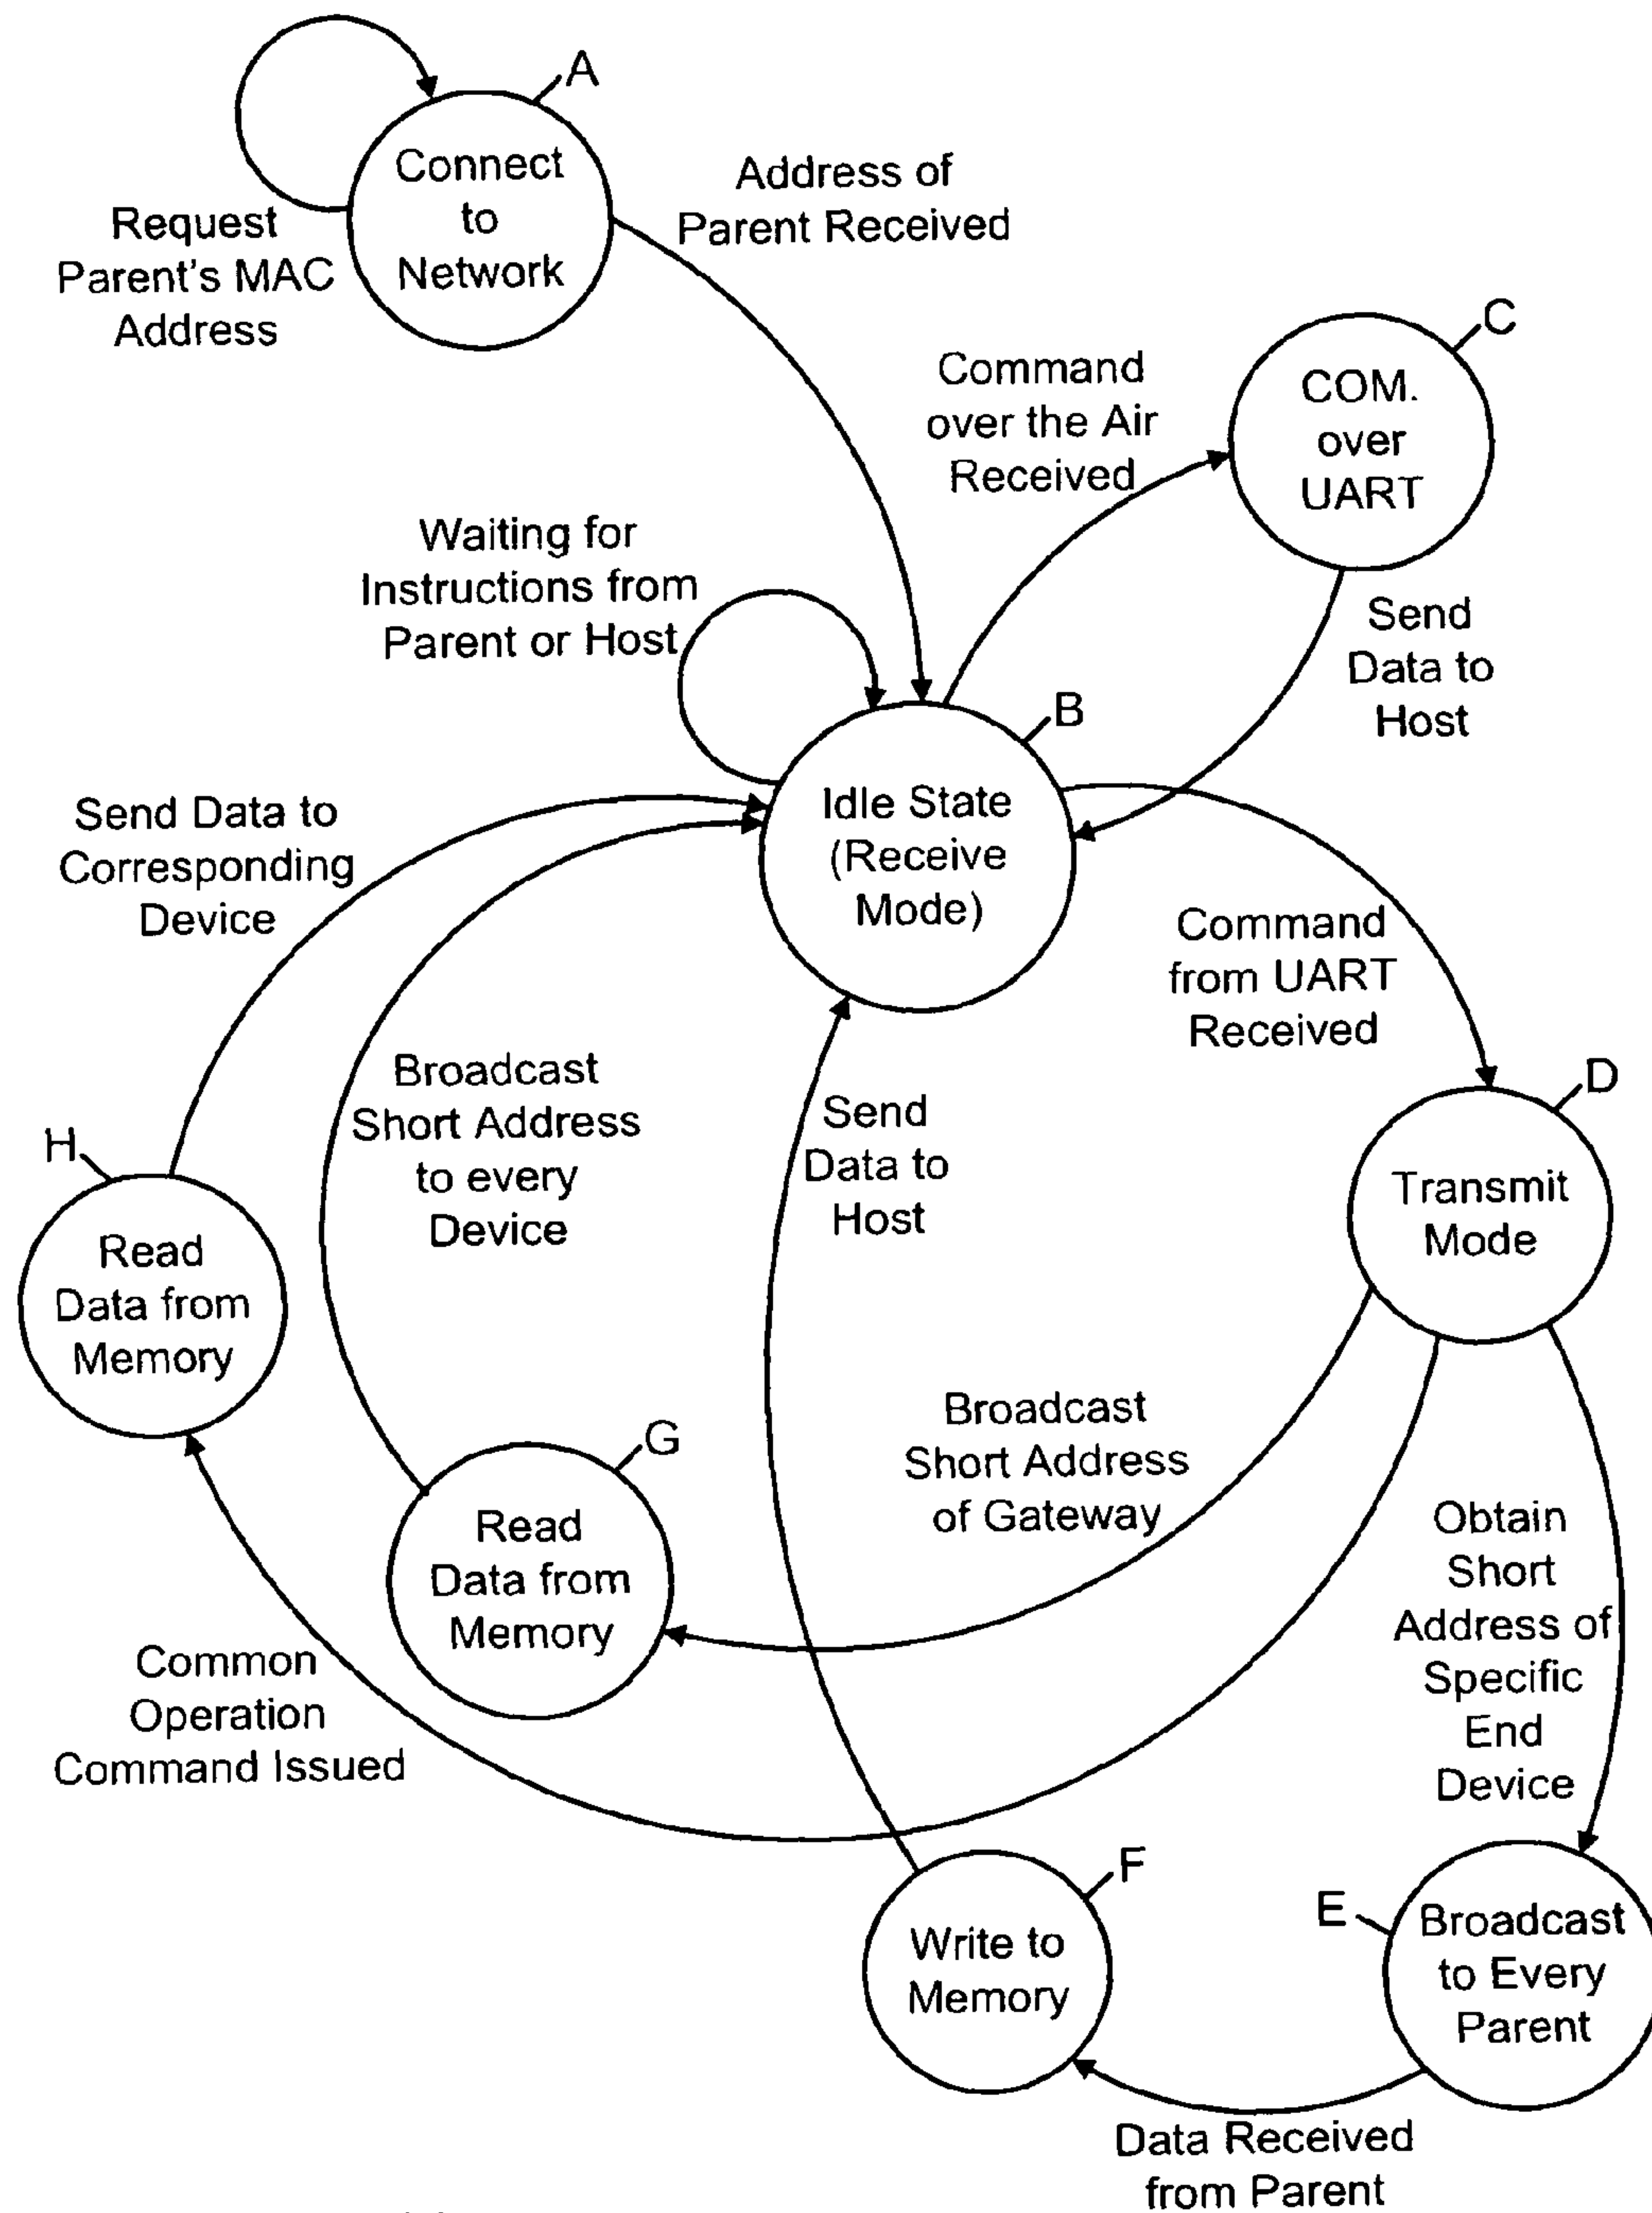 A
Connect
to
Network
Request
Parent's MAC
Address
Address of
Parent Received
C
COM.
over
UART
Command
over the Air
Received
Waiting for
Instructions from
Parent or Host
Send
Data to
Host
B
Idle State
(Receive
Mode)
Send Data to
Corresponding
Device
Command
from UART
Received
Broadcast
Short Address
to every
Device
Send
Data to
Host
D
Transmit
Mode
H
Read
Data from
Memory
G
Read
Data from
Memory
Broadcast
Short Address
of Gateway
Obtain
Short
Address of
Specific
End
Device
Common
Operation
Command Issued
F
Write to
Memory
E
Broadcast
to Every
Parent
Data Received
from Parent